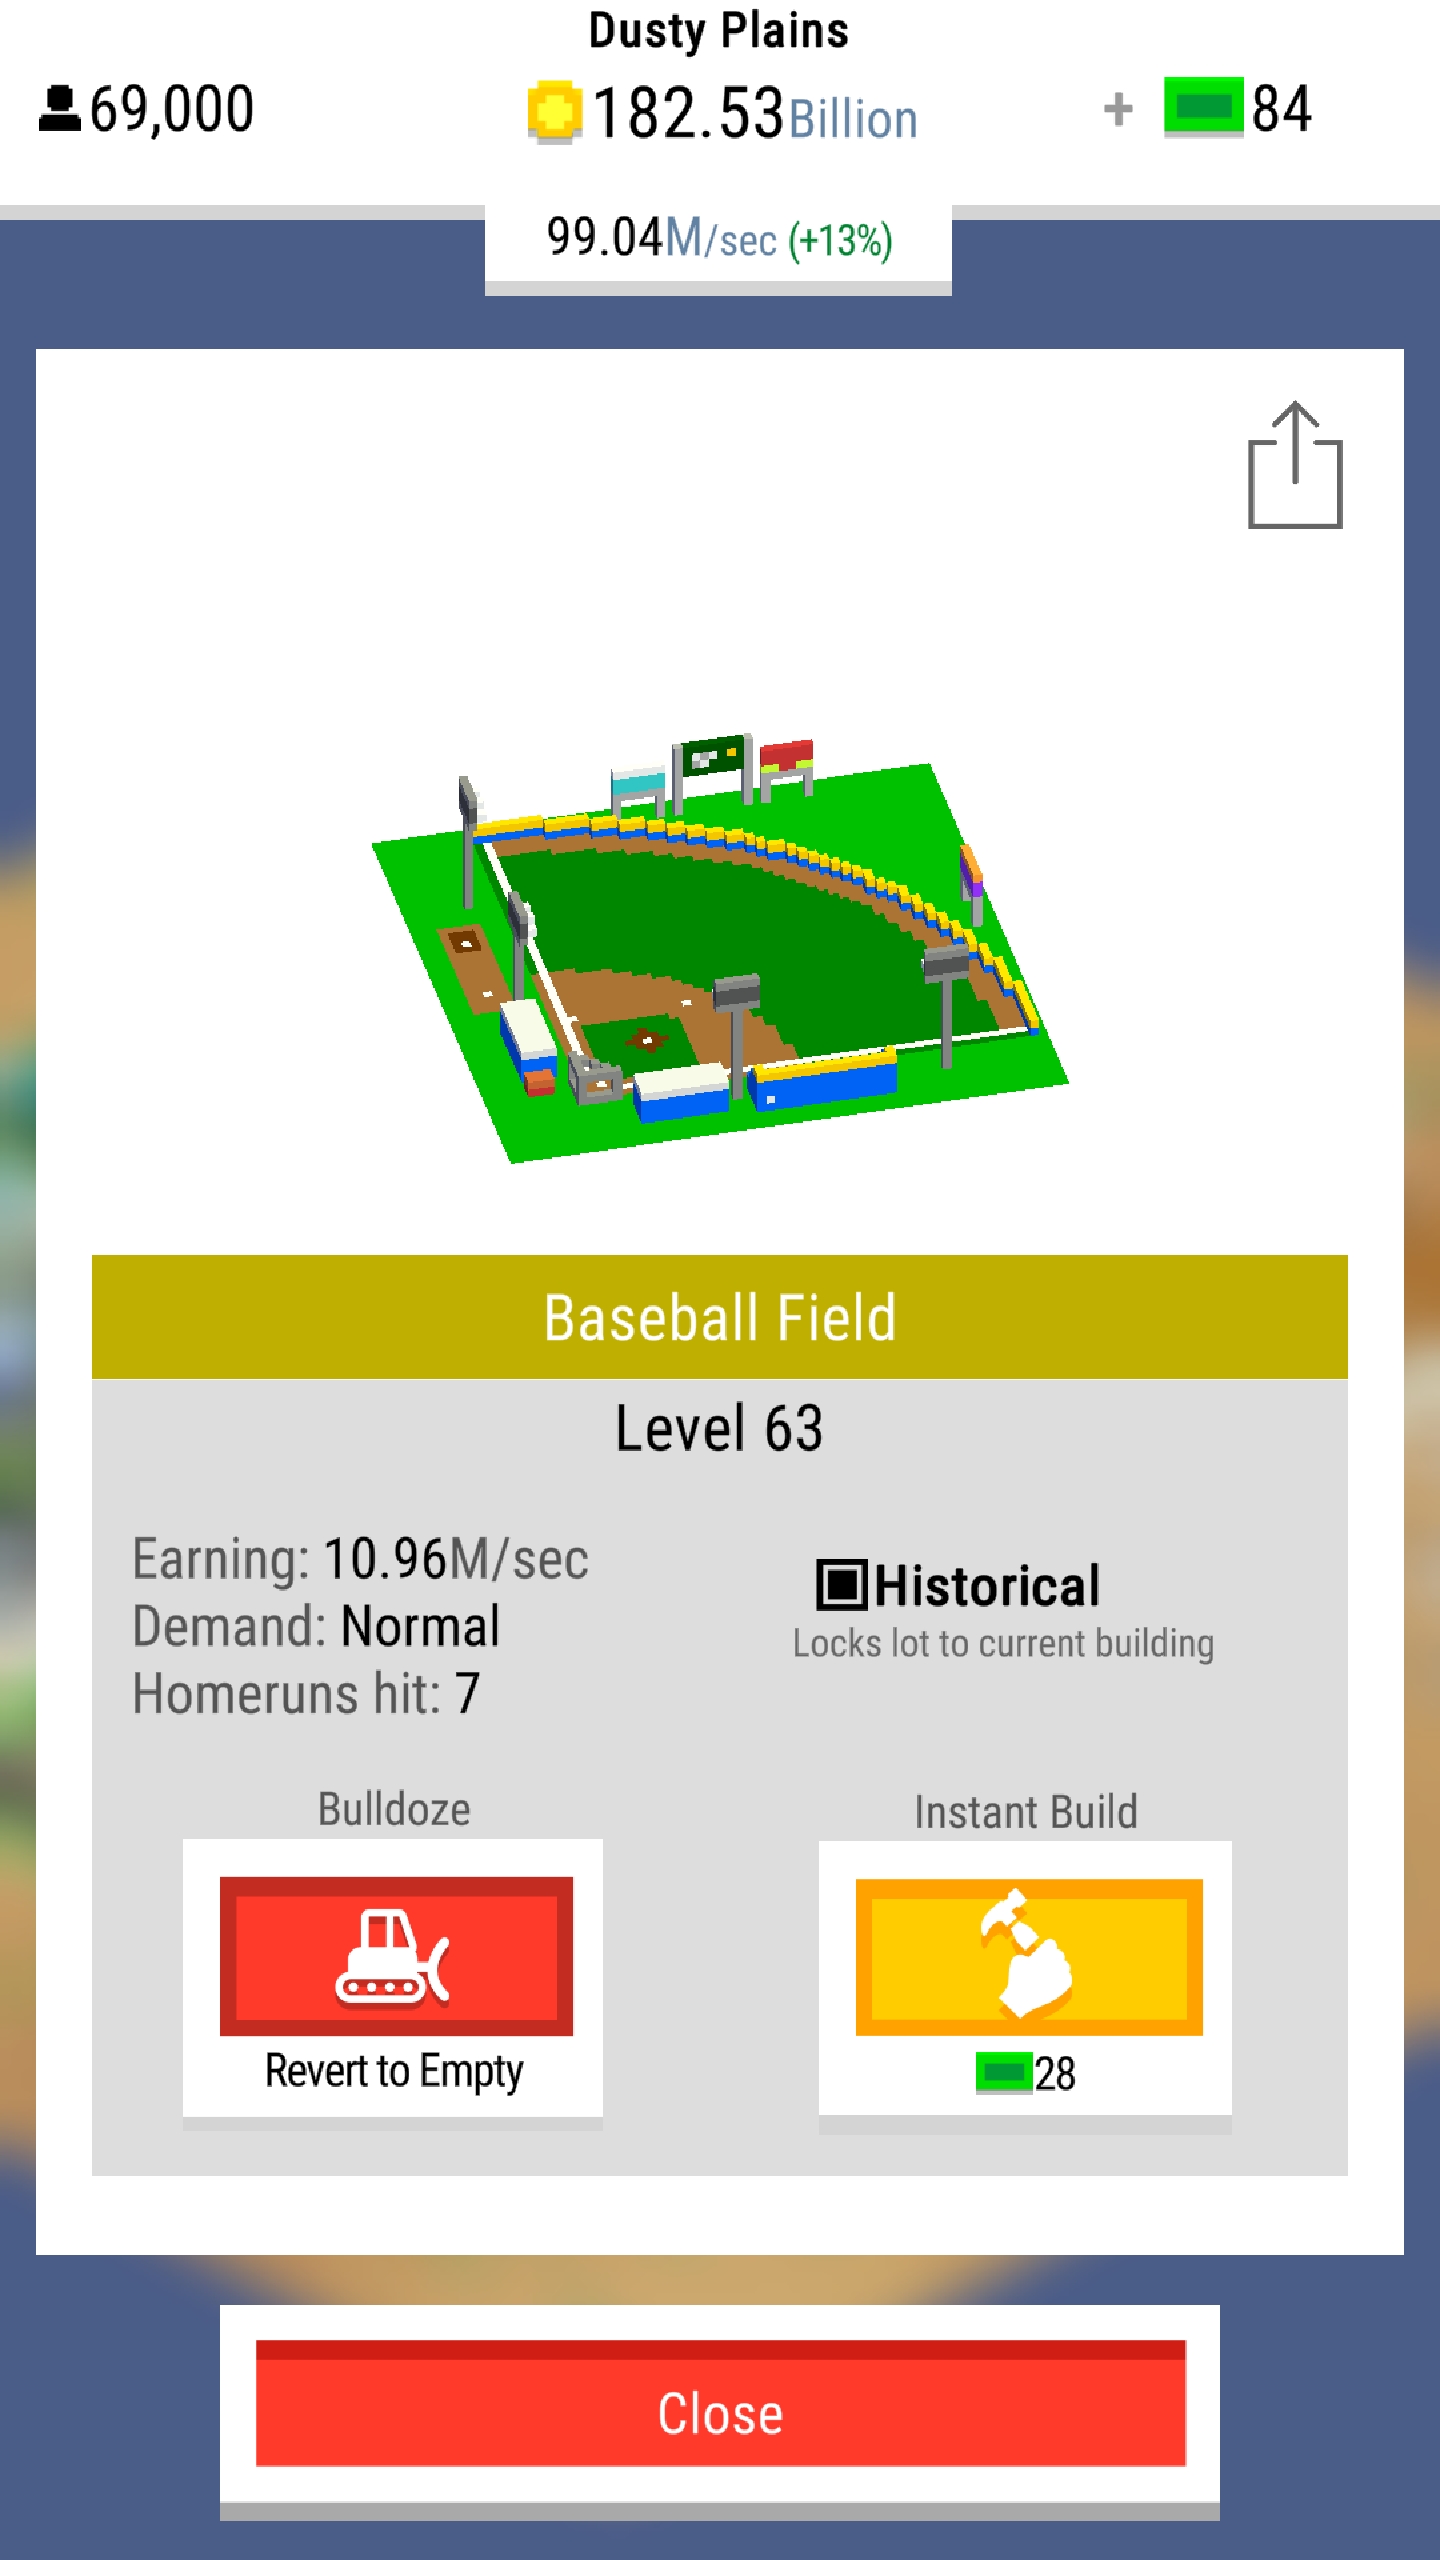 Dusty Plains
69,000
182.53Billion
+ 84
99.04M/sec (+13%)
Baseball Field
Level 63
Earning: 10.96M/sec
Demand: Normal
Homeruns hit: 7
Historical
Locks lot to current building
Bulldoze
Revert to Empty
Instant Build
28
Close